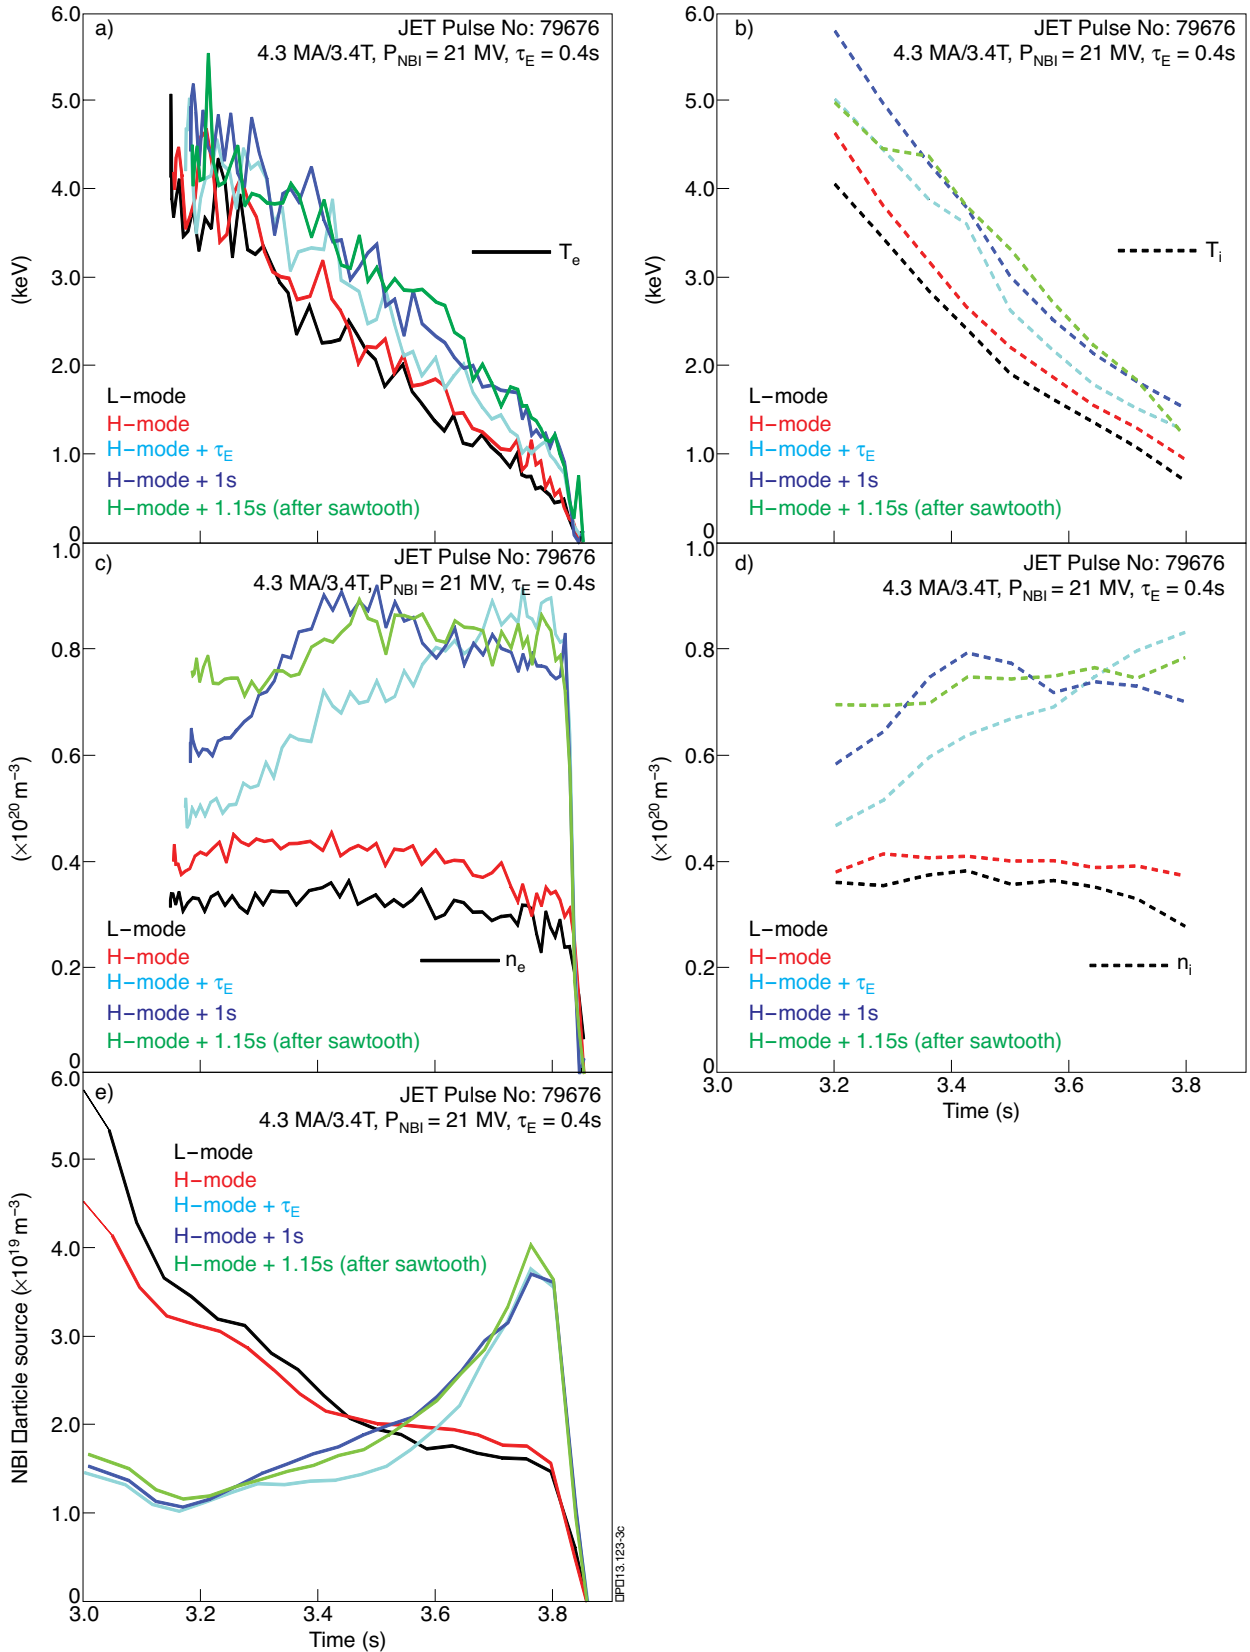 a)
JET Pulse No: 79676
4.3 MA/3.4T, P_NBI = 21 MV, τ_E = 0.4s
6.0
5.0
4.0
3.0
2.0
1.0
0
(keV)
T_e
L-mode
H-mode
H-mode + τ_E
H-mode + 1s
H-mode + 1.15s (after sawtooth)
b)
JET Pulse No: 79676
4.3 MA/3.4T, P_NBI = 21 MV, τ_E = 0.4s
6.0
5.0
4.0
3.0
2.0
1.0
0
(keV)
T_i
L-mode
H-mode
H-mode + τ_E
H-mode + 1s
H-mode + 1.15s (after sawtooth)
c)
JET Pulse No: 79676
4.3 MA/3.4T, P_NBI = 21 MV, τ_E = 0.4s
1.0
0.8
0.6
0.4
0.2
0
(×10^20 m^−3)
n_e
L-mode
H-mode
H-mode + τ_E
H-mode + 1s
H-mode + 1.15s (after sawtooth)
d)
JET Pulse No: 79676
4.3 MA/3.4T, P_NBI = 21 MV, τ_E = 0.4s
1.0
0.8
0.6
0.4
0.2
0
(×10^20 m^−3)
n_i
L-mode
H-mode
H-mode + τ_E
H-mode + 1s
H-mode + 1.15s (after sawtooth)
3.0 3.2 3.4 3.6 3.8
Time (s)
e)
JET Pulse No: 79676
4.3 MA/3.4T, P_NBI = 21 MV, τ_E = 0.4s
6.0
5.0
4.0
3.0
2.0
1.0
0
NBI □article source (×10^19 m^−3)
L-mode
H-mode
H-mode + τ_E
H-mode + 1s
H-mode + 1.15s (after sawtooth)
3.0 3.2 3.4 3.6 3.8
Time (s)
□P□13.123-3c